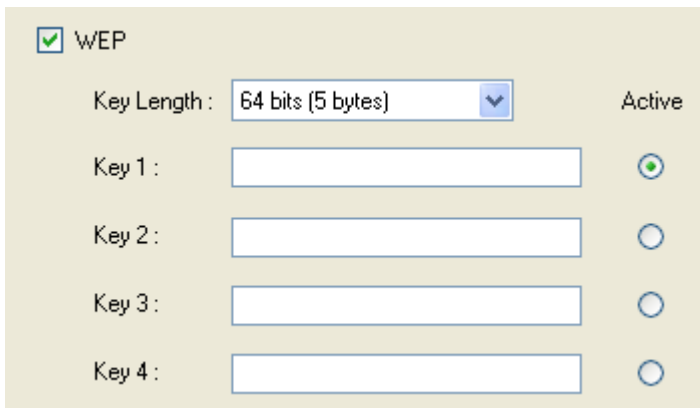 WEP
Key Length : 64 bits (5 bytes) Active
Key 1 :
Key 2 :
Key 3 :
Key 4 :